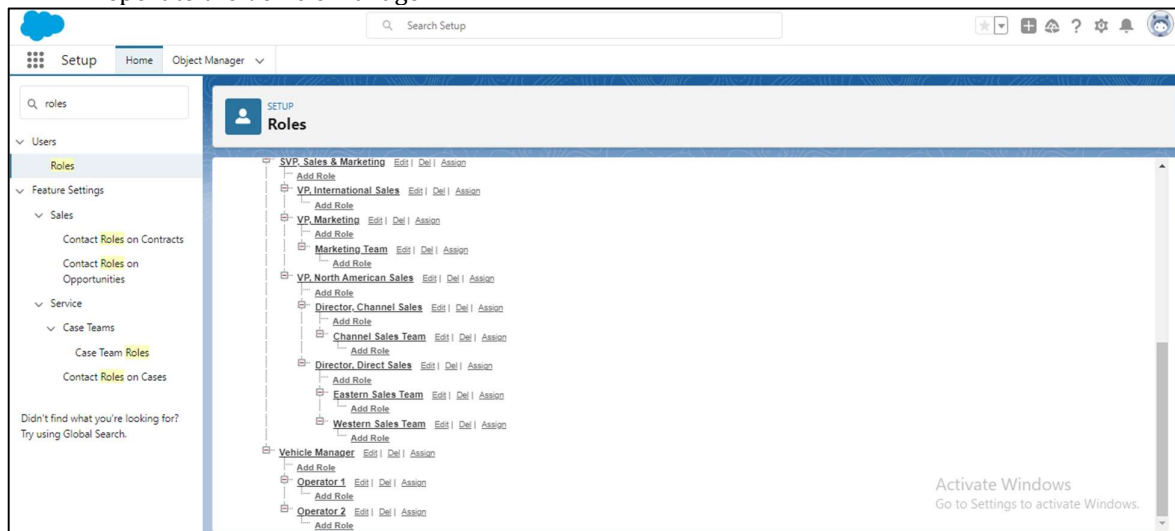 Search Setup
Setup Home Object Manager
roles
Users
Roles
Feature Settings
Sales
Contact Roles on Contracts
Contact Roles on
Opportunities
Service
Case Teams
Case Team Roles
Contact Roles on Cases
Didn't find what you're looking for?
Try using Global Search.
SETUP
Roles
SVP, Sales & Marketing Edit | Del | Assign
Add Role
VP, International Sales Edit | Del | Assign
Add Role
VP, Marketing Edit | Del | Assign
Add Role
Marketing Team Edit | Del | Assign
Add Role
VP, North American Sales Edit | Del | Assign
Add Role
Director, Channel Sales Edit | Del | Assign
Add Role
Channel Sales Team Edit | Del | Assign
Add Role
Director, Direct Sales Edit | Del | Assign
Add Role
Eastern Sales Team Edit | Del | Assign
Add Role
Western Sales Team Edit | Del | Assign
Add Role
Vehicle Manager Edit | Del | Assign
Add Role
Operator 1 Edit | Del | Assign
Add Role
Operator 2 Edit | Del | Assign
Add Role
Activate Windows
Go to Settings to activate Windows.